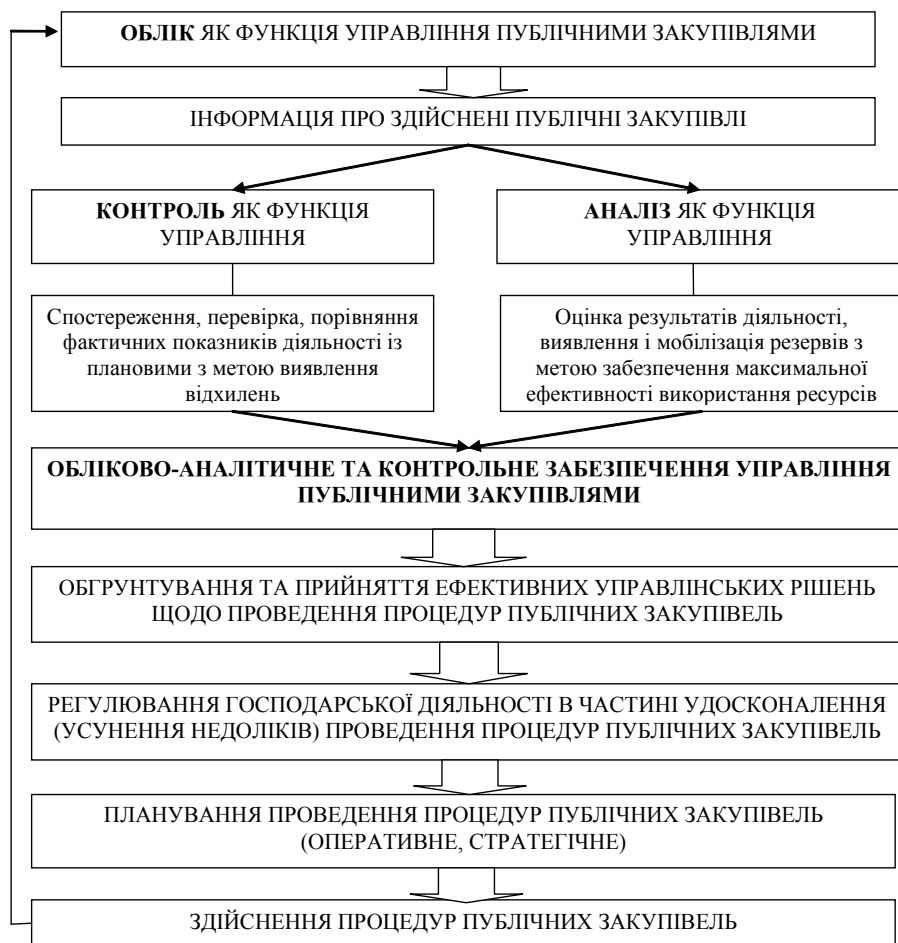 ОБЛІК ЯК ФУНКЦІЯ УПРАВЛІННЯ ПУБЛІЧНИМИ ЗАКУПІВЛЯМИ
ІНФОРМАЦІЯ ПРО ЗДІЙСНЕНІ ПУБЛІЧНІ ЗАКУПІВЛІ
КОНТРОЛЬ ЯК ФУНКЦІЯ
УПРАВЛІННЯ
АНАЛІЗ ЯК ФУНКЦІЯ
УПРАВЛІННЯ
Спостереження, перевірка, порівняння
фактичних показників діяльності із
плановими з метою виявлення
відхилень
Оцінка результатів діяльності,
виявлення і мобілізація резервів з
метою забезпечення максимальної
ефективності використання ресурсів
ОБЛІКОВО-АНАЛІТИЧНЕ ТА КОНТРОЛЬНЕ ЗАБЕЗПЕЧЕННЯ УПРАВЛІННЯ
ПУБЛІЧНИМИ ЗАКУПІВЛЯМИ
ОБГРУНТУВАННЯ ТА ПРИЙНЯТТЯ ЕФЕКТИВНИХ УПРАВЛІНСЬКИХ РІШЕНЬ
ЩОДО ПРОВЕДЕННЯ ПРОЦЕДУР ПУБЛІЧНИХ ЗАКУПІВЕЛЬ
РЕГУЛЮВАННЯ ГОСПОДАРСЬКОЇ ДІЯЛЬНОСТІ В ЧАСТИНІ УДОСКОНАЛЕННЯ
(УСУНЕННЯ НЕДОЛІКІВ) ПРОВЕДЕННЯ ПРОЦЕДУР ПУБЛІЧНИХ ЗАКУПІВЕЛЬ
ПЛАНУВАННЯ ПРОВЕДЕННЯ ПРОЦЕДУР ПУБЛІЧНИХ ЗАКУПІВЕЛЬ
(ОПЕРАТИВНЕ, СТРАТЕГІЧНЕ)
ЗДІЙСНЕННЯ ПРОЦЕДУР ПУБЛІЧНИХ ЗАКУПІВЕЛЬ